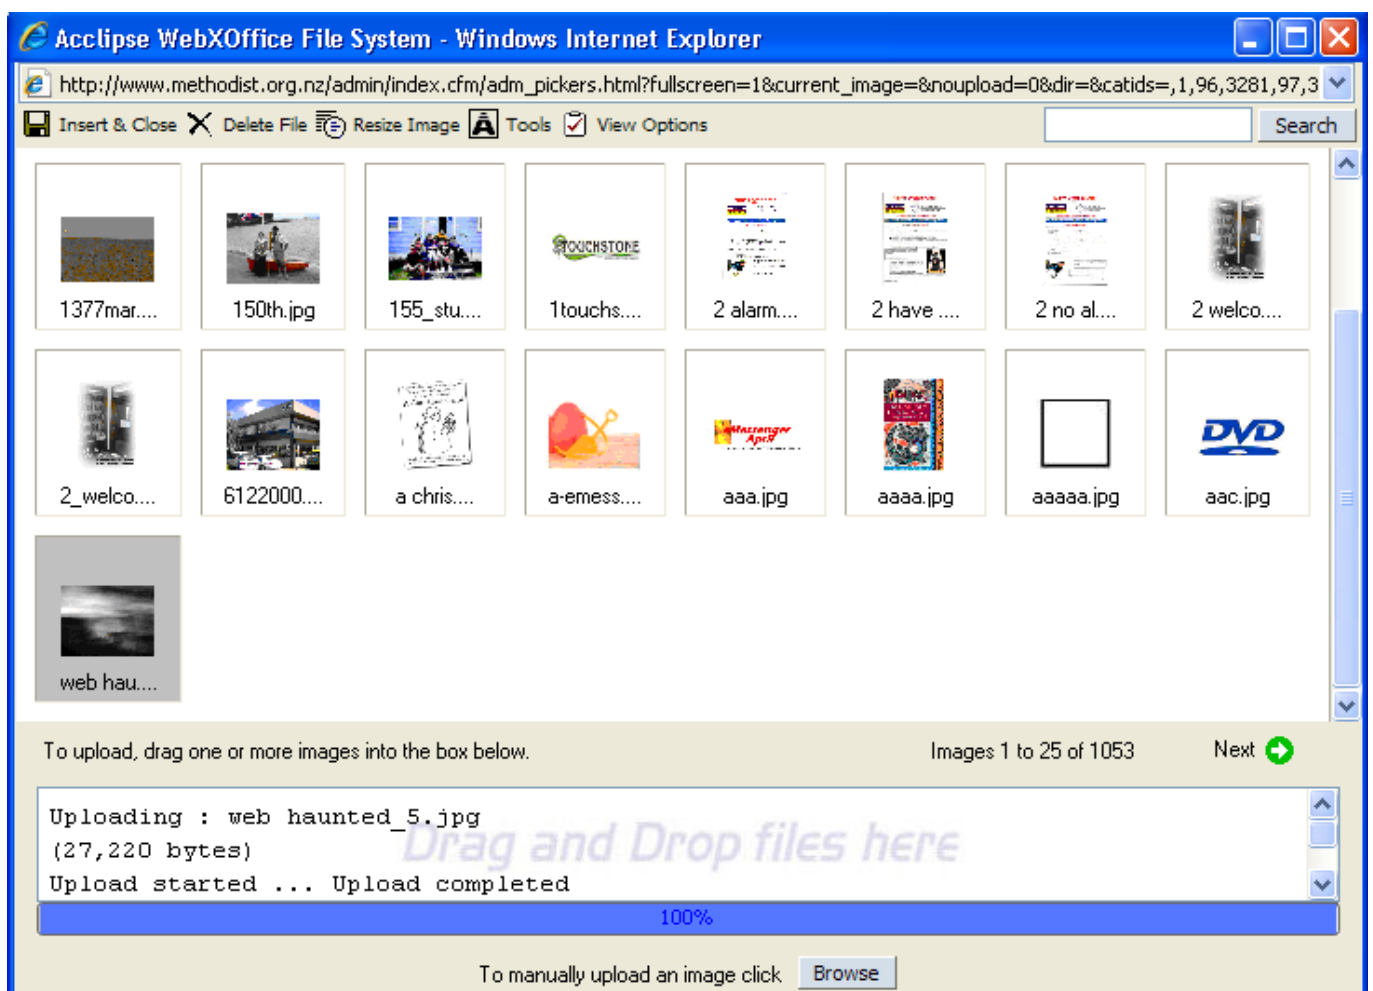 Acclipse WebXOffice File System - Windows Internet Explorer
http://www.methodist.org.nz/admin/index.cfm/adm_pickers.html?fullscreen=1&current_image=&noupload=0&dir=&catids=,1,96,3281,97,3
Insert & Close Delete File Resize Image Tools View Options Search
TOUCHSTONE
1377mar.... 150th.jpg 155_stu.... 1touchs.... 2 alarm.... 2 have .... 2 no al.... 2 welco....
Messenger
April
DVD
2_welco.... 6122000.... a chris.... a-emess.... aaa.jpg aaaa.jpg aaaaa.jpg aac.jpg
web hau....
To upload, drag one or more images into the box below. Images 1 to 25 of 1053 Next
Uploading : web haunted_5.jpg
Drag and Drop files here
(27,220 bytes)
Upload started ... Upload completed
100%
To manually upload an image click Browse